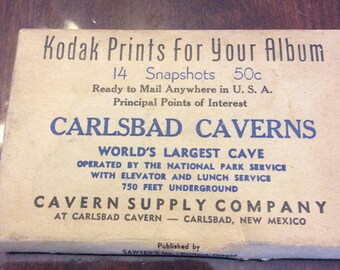 Kodak Prints For Your Album
14 Snapshots 50c
Ready to Mail Anywhere in U. S. A.
Principal Points of Interest
CARLSBAD CAVERNS
WORLD'S LARGEST CAVE
OPERATED BY THE NATIONAL PARK SERVICE
WITH ELEVATOR AND LUNCH SERVICE
750 FEET UNDERGROUND
CAVERN SUPPLY COMPANY
AT CARLSBAD CAVERN — CARLSBAD, NEW MEXICO
Published by
SAWYER'S